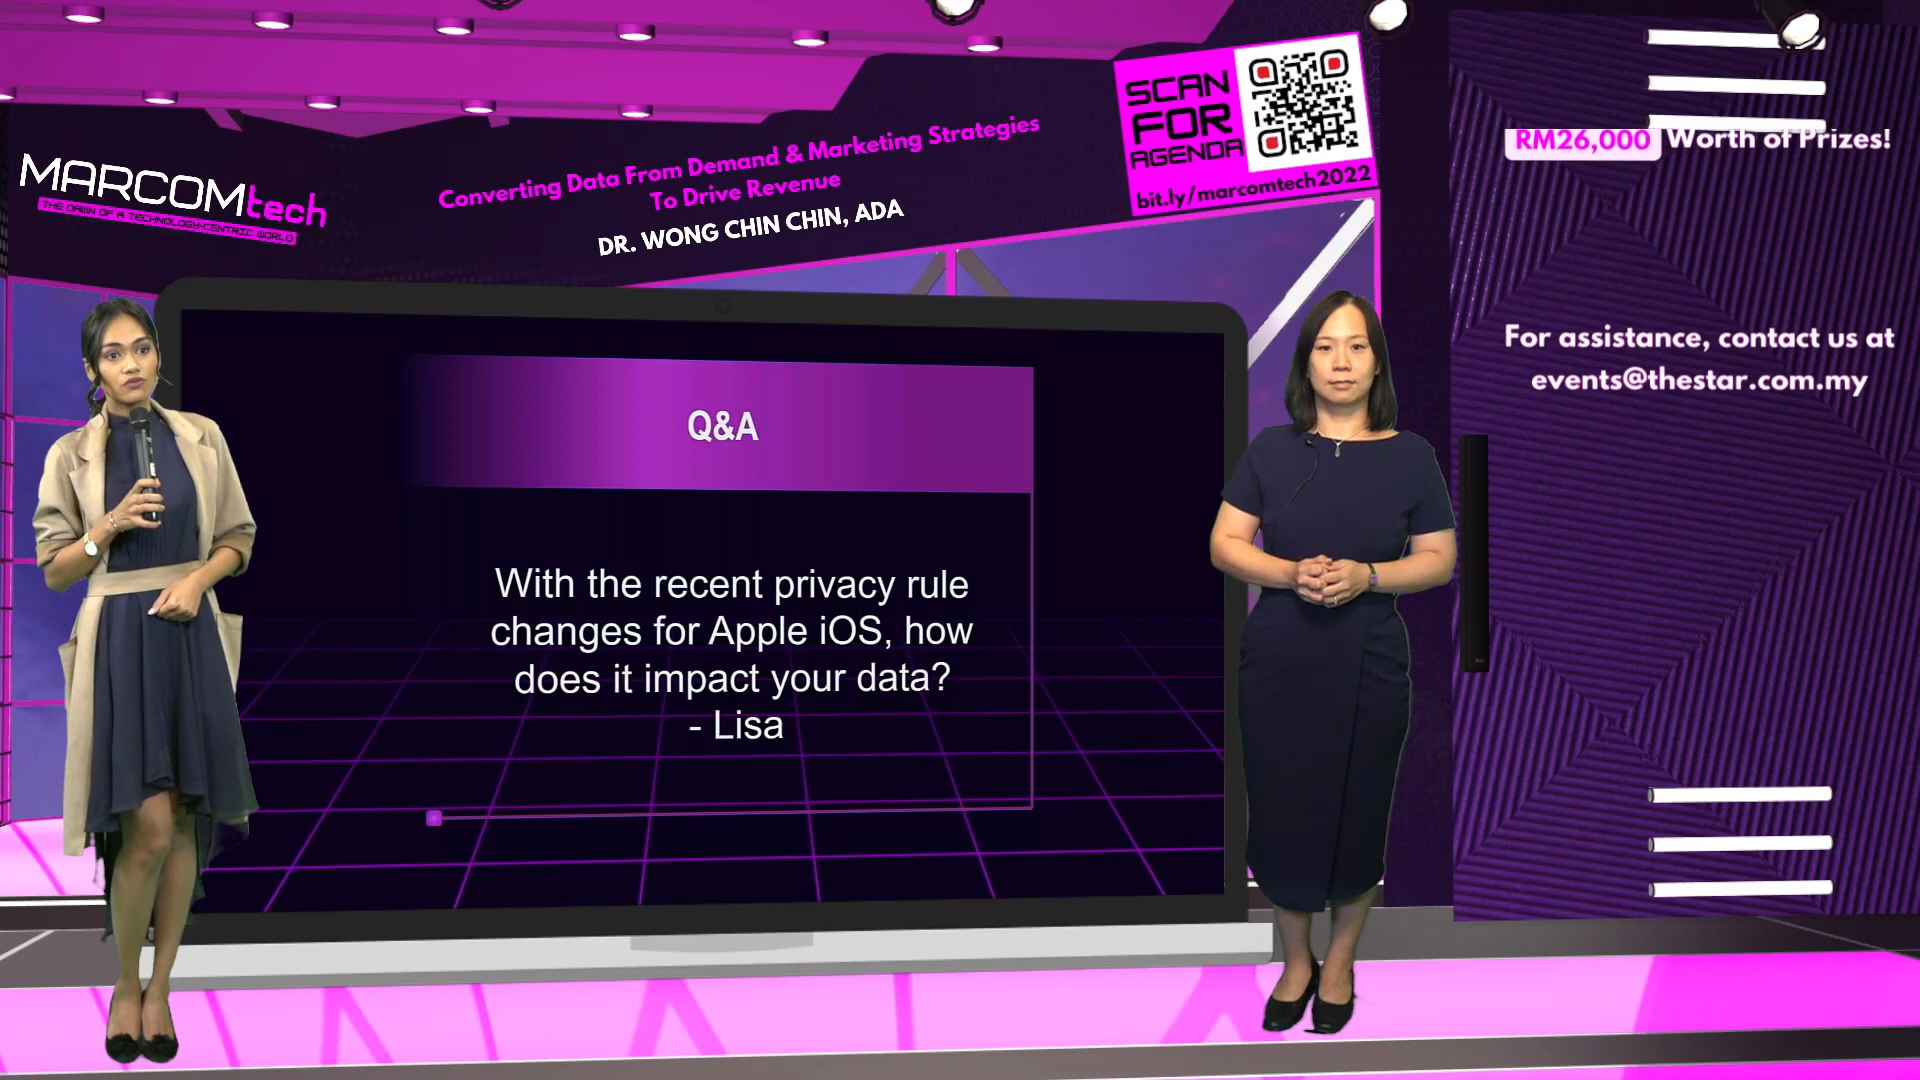 MARCOMtech
THE DAWN OF A TECHNOLOGY-CENTRIC WORLD
Converting Data From Demand & Marketing Strategies
To Drive Revenue
DR. WONG CHIN CHIN, ADA
SCAN
FOR
AGENDA
bit.ly/marcomtech2022
RM26,000 Worth of Prizes!
For assistance, contact us at
events@thestar.com.my
Q&A
With the recent privacy rule
changes for Apple iOS, how
does it impact your data?
- Lisa